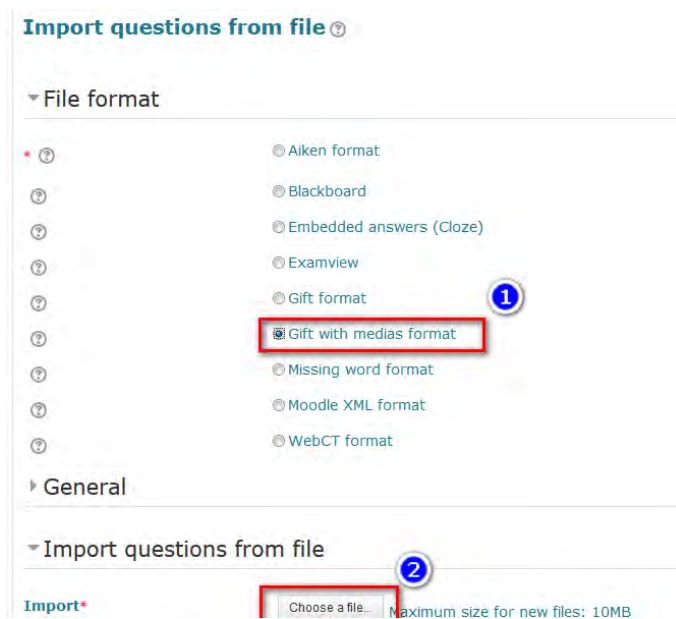 Import questions from file
File format
* Aiken format
Blackboard
Embedded answers (Cloze)
Examview
Gift format
1
Gift with medias format
Missing word format
Moodle XML format
WebCT format
General
Import questions from file
2
Import* Choose a file... Maximum size for new files: 10MB